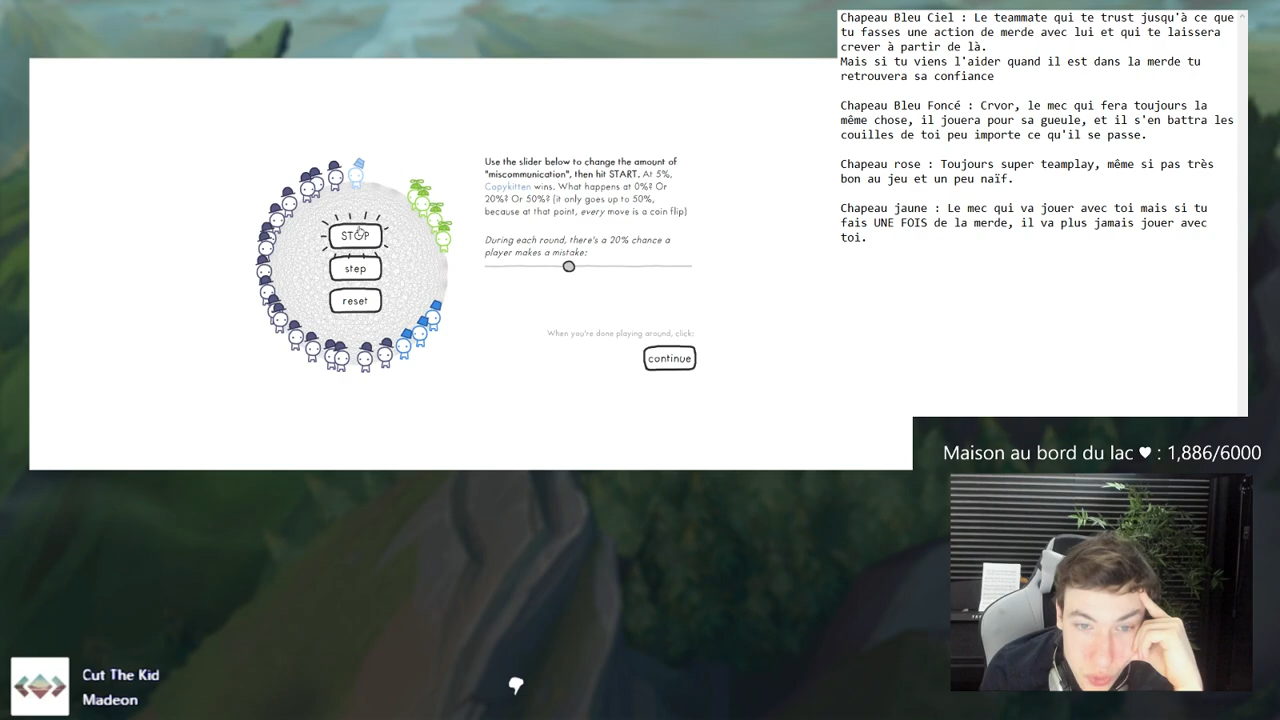 Chapeau Bleu Ciel : Le teammate qui te trust jusqu'à ce que
tu fasses une action de merde avec lui et qui te laissera
crever à partir de là.
Mais si tu viens l'aider quand il est dans la merde tu
retrouvera sa confiance
Chapeau Bleu Foncé : Crvor, le mec qui fera toujours la
même chose, il jouera pour sa gueule, et il s'en battra les
couilles de toi peu importe ce qu'il se passe.
Chapeau rose : Toujours super teamplay, même si pas très
bon au jeu et un peu naïf.
Chapeau jaune : Le mec qui va jouer avec toi mais si tu
fais UNE FOIS de la merde, il va plus jamais jouer avec
toi.
Use the slider below to change the amount of
"miscommunication", then hit START. At 5%,
Copykitten wins. What happens at 0%? Or
20%? Or 50%? (it only goes up to 50%,
because at that point, every move is a coin flip)
During each round, there's a 20% chance a
player makes a mistake:
STOP
step
reset
When you're done playing around, click:
continue
Maison au bord du lac ♥ : 1,886/6000
Cut The Kid
Madeon